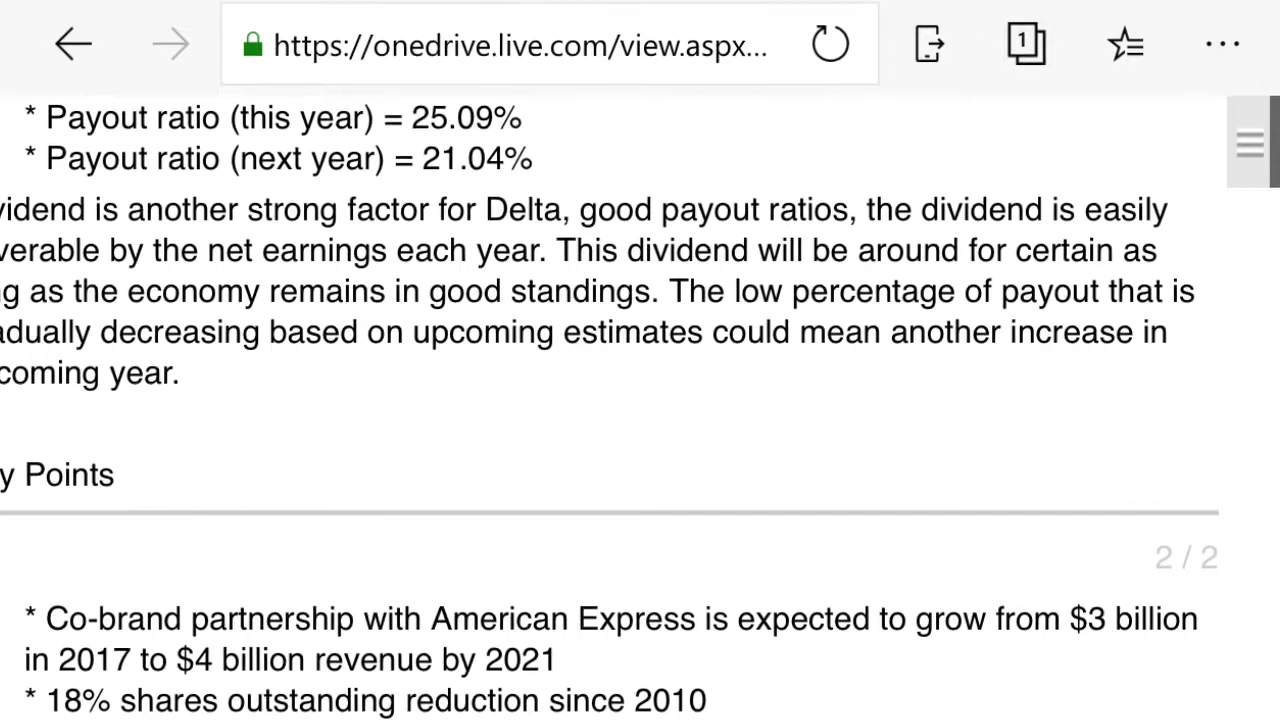 https://onedrive.live.com/view.aspx...
1
* Payout ratio (this year) = 25.09%
* Payout ratio (next year) = 21.04%
vidend is another strong factor for Delta, good payout ratios, the dividend is easily
verable by the net earnings each year. This dividend will be around for certain as
g as the economy remains in good standings. The low percentage of payout that is
adually decreasing based on upcoming estimates could mean another increase in
coming year.
y Points
2 / 2
* Co-brand partnership with American Express is expected to grow from $3 billion
in 2017 to $4 billion revenue by 2021
* 18% shares outstanding reduction since 2010